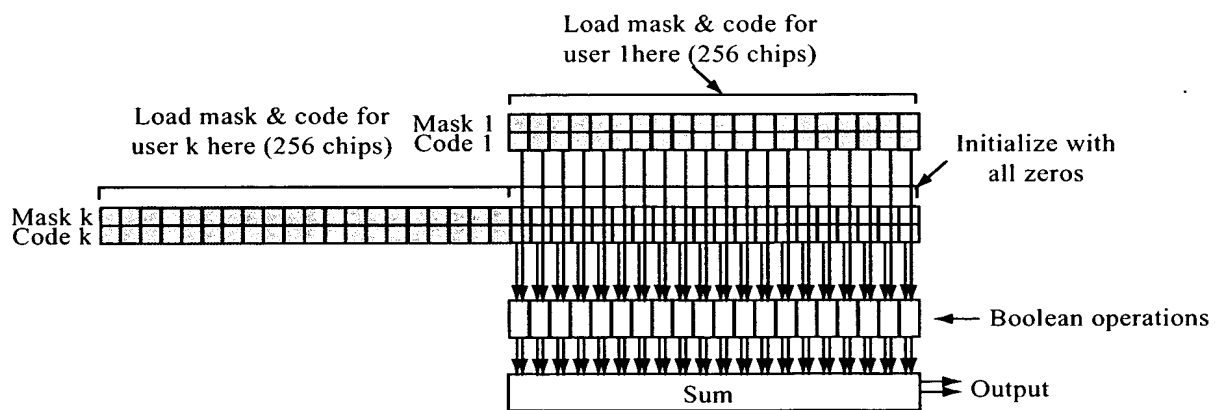 Load mask & code for
user 1here (256 chips)
Load mask & code for
user k here (256 chips)
Mask 1
Code 1
Initialize with
all zeros
Mask k
Code k
Boolean operations
Sum
Output